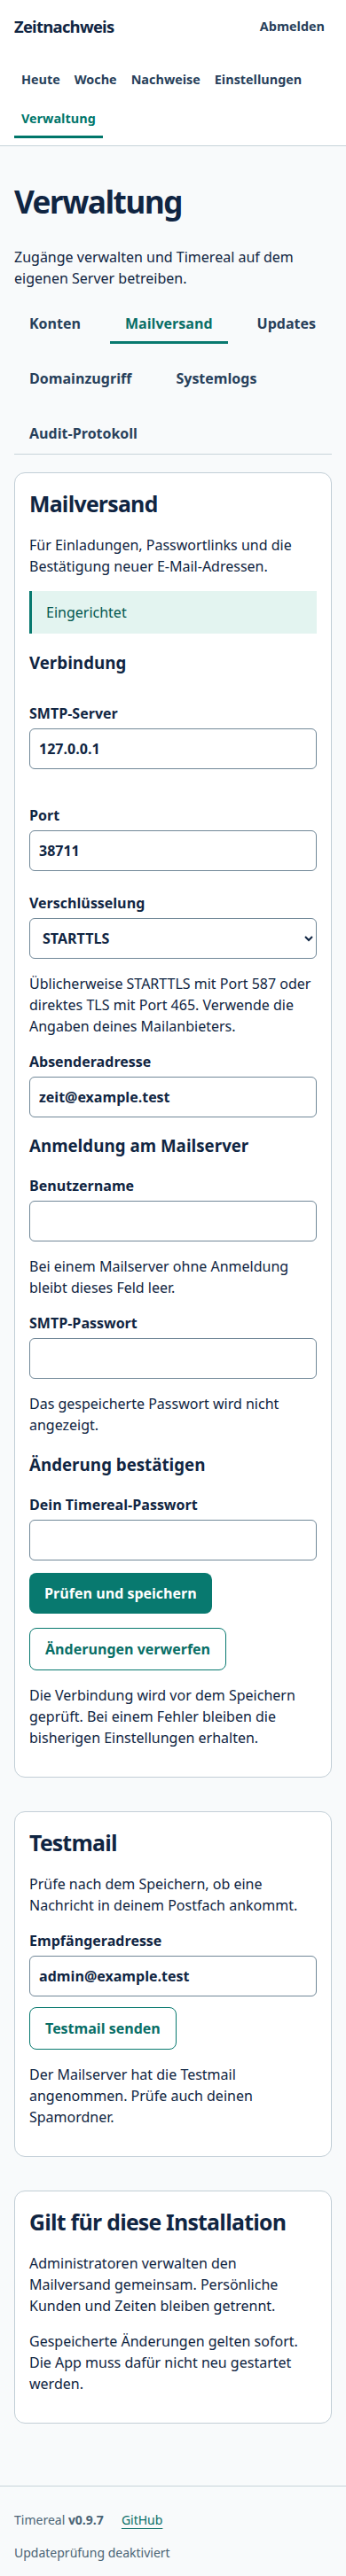 Zeitnachweis
Abmelden
Heute Woche Nachweise Einstellungen
Verwaltung
Verwaltung
Zugänge verwalten und Timereal auf dem
eigenen Server betreiben.
Konten Mailversand Updates
Domainzugriff Systemlogs
Audit-Protokoll
Mailversand
Für Einladungen, Passwortlinks und die
Bestätigung neuer E-Mail-Adressen.
Eingerichtet
Verbindung
SMTP-Server
127.0.0.1
Port
38711
Verschlüsselung
STARTTLS
Üblicherweise STARTTLS mit Port 587 oder
direktes TLS mit Port 465. Verwende die
Angaben deines Mailanbieters.
Absenderadresse
zeit@example.test
Anmeldung am Mailserver
Benutzername
Bei einem Mailserver ohne Anmeldung
bleibt dieses Feld leer.
SMTP-Passwort
Das gespeicherte Passwort wird nicht
angezeigt.
Änderung bestätigen
Dein Timereal-Passwort
Prüfen und speichern
Änderungen verwerfen
Die Verbindung wird vor dem Speichern
geprüft. Bei einem Fehler bleiben die
bisherigen Einstellungen erhalten.
Testmail
Prüfe nach dem Speichern, ob eine
Nachricht in deinem Postfach ankommt.
Empfängeradresse
admin@example.test
Testmail senden
Der Mailserver hat die Testmail
angenommen. Prüfe auch deinen
Spamordner.
Gilt für diese Installation
Administratoren verwalten den
Mailversand gemeinsam. Persönliche
Kunden und Zeiten bleiben getrennt.
Gespeicherte Änderungen gelten sofort.
Die App muss dafür nicht neu gestartet
werden.
Timereal v0.9.7 GitHub
Updateprüfung deaktiviert